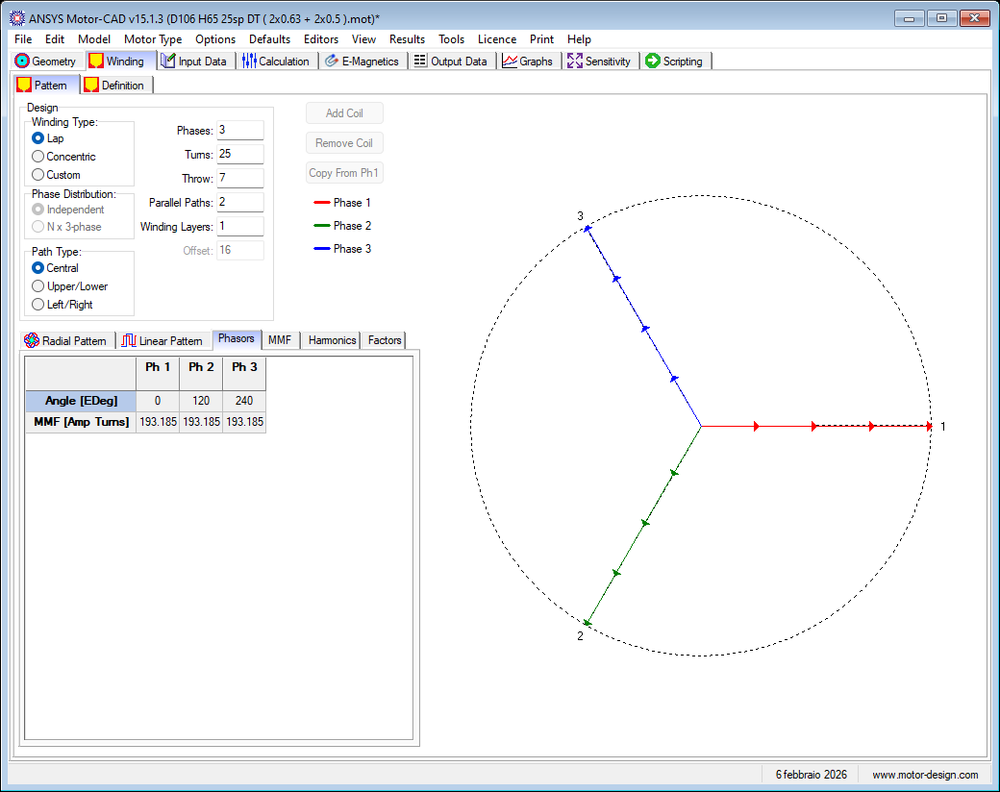 ANSYS Motor-CAD v15.1.3 (D106 H65 25sp DT ( 2x0.63 + 2x0.5 ).mot)*
File Edit Model Motor Type Options Defaults Editors View Results Tools Licence Print Help
Geometry Winding Input Data Calculation E-Magnetics Output Data Graphs Sensitivity Scripting
Pattern Definition
Design
Winding Type:
Lap
Concentric
Custom
Phase Distribution:
Independent
N x 3-phase
Path Type:
Central
Upper/Lower
Left/Right
Phases: 3
Turns: 25
Throw: 7
Parallel Paths: 2
Winding Layers: 1
Offset: 16
Add Coil
Remove Coil
Copy From Ph1
Phase 1
Phase 2
Phase 3
Radial Pattern Linear Pattern Phasors MMF Harmonics Factors
Ph 1 Ph 2 Ph 3
Angle [EDeg] 0 120 240
MMF [Amp Turns] 193.185 193.185 193.185
3
1
2
6 febbraio 2026 www.motor-design.com